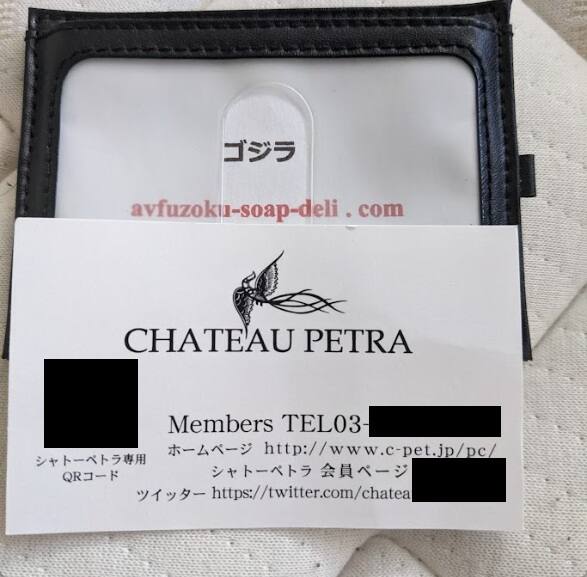 ゴジラ
avfuzoku-soap-deli . com
CHATEAU PETRA
Members TEL03-
シャトーペトラ専用
QRコード
ホームページ http://www.c-pet.jp/pc/
シャトーペトラ 会員ページ
ツイッター https://twitter.com/chatea